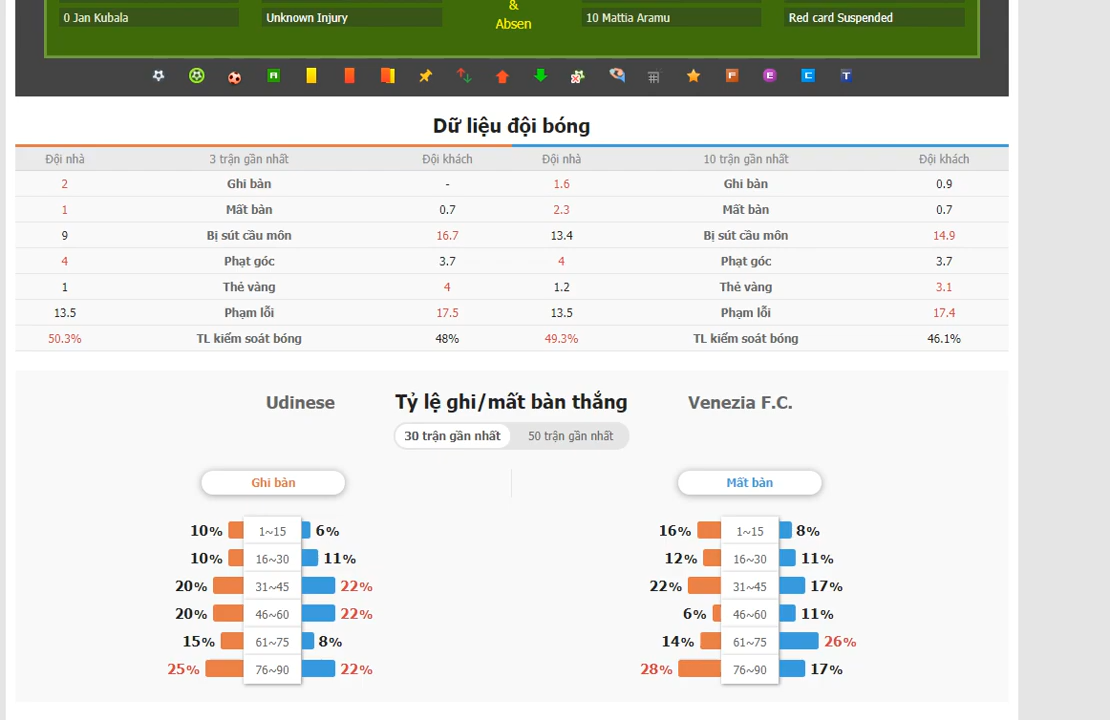 0 Jan Kubala Unknown Injury & 10 Mattia Aramu Red card Suspended
Absen
A F E C T
Dữ liệu đội bóng
Đội nhà 3 trận gần nhất Đội khách Đội nhà 10 trận gần nhất Đội khách
2 Ghi bàn - 1.6 Ghi bàn 0.9
1 Mất bàn 0.7 2.3 Mất bàn 0.7
9 Bị sút cầu môn 16.7 13.4 Bị sút cầu môn 14.9
4 Phạt góc 3.7 4 Phạt góc 3.7
1 Thẻ vàng 4 1.2 Thẻ vàng 3.1
13.5 Phạm lỗi 17.5 13.5 Phạm lỗi 17.4
50.3% TL kiểm soát bóng 48% 49.3% TL kiểm soát bóng 46.1%
Udinese Tỷ lệ ghi/mất bàn thắng Venezia F.C.
30 trận gần nhất 50 trận gần nhất
Ghi bàn Mất bàn
10% 1~15 6% 16% 1~15 8%
10% 16~30 11% 12% 16~30 11%
20% 31~45 22% 22% 31~45 17%
20% 46~60 22% 6% 46~60 11%
15% 61~75 8% 14% 61~75 26%
25% 76~90 22% 28% 76~90 17%